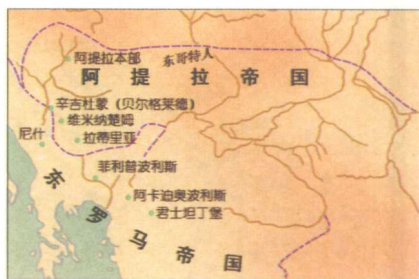 阿提拉本部
东哥特人
阿提拉帝国
辛吉杜蒙（贝尔格莱德）
维米纳楚姆
尼什
拉蒂里亚
菲利普波利斯
阿卡迪奥波利斯
君士坦丁堡
东罗马帝国